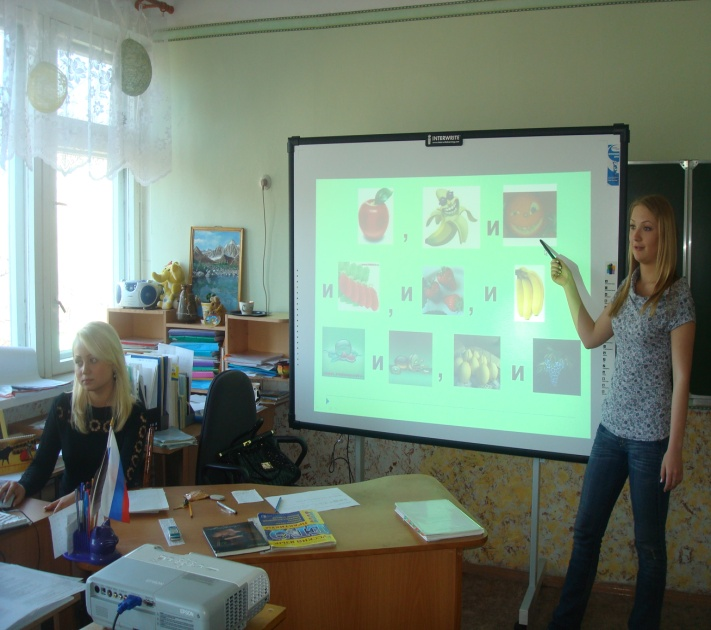 INTERWRITE
, и
и , и , и
и , и